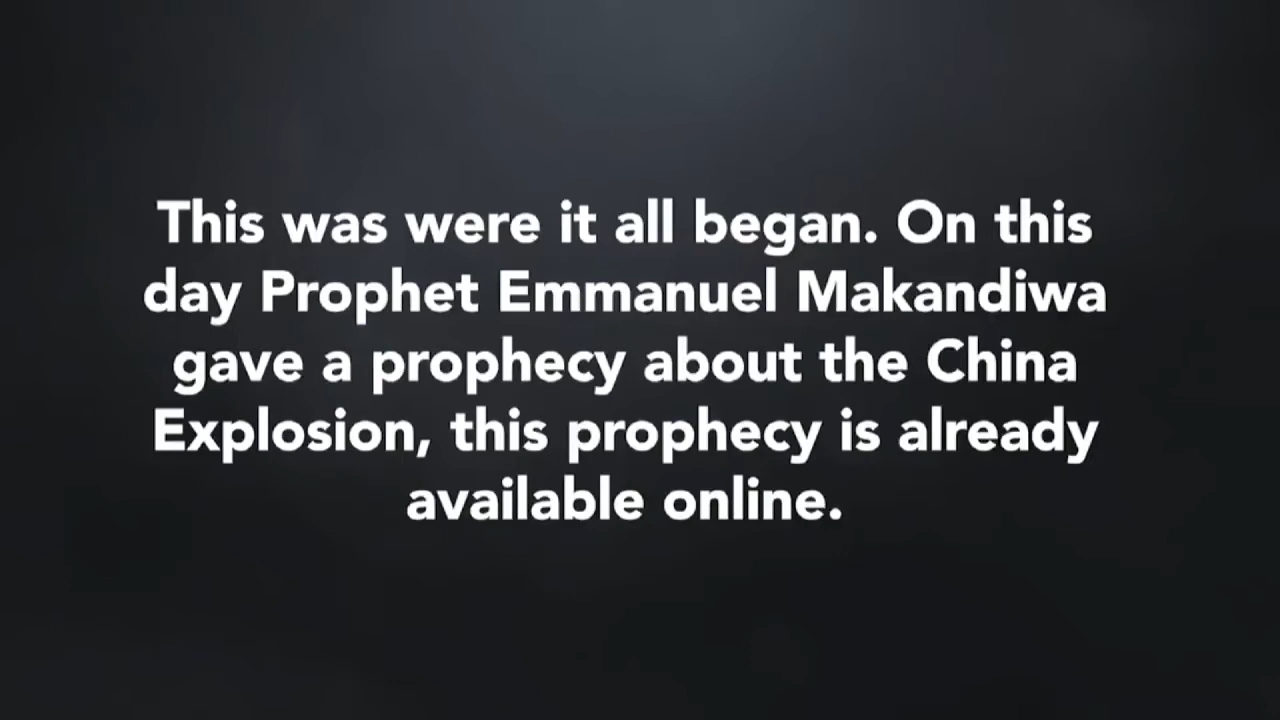 This was were it all began. On this
day Prophet Emmanuel Makandiwa
gave a prophecy about the China
Explosion, this prophecy is already
available online.